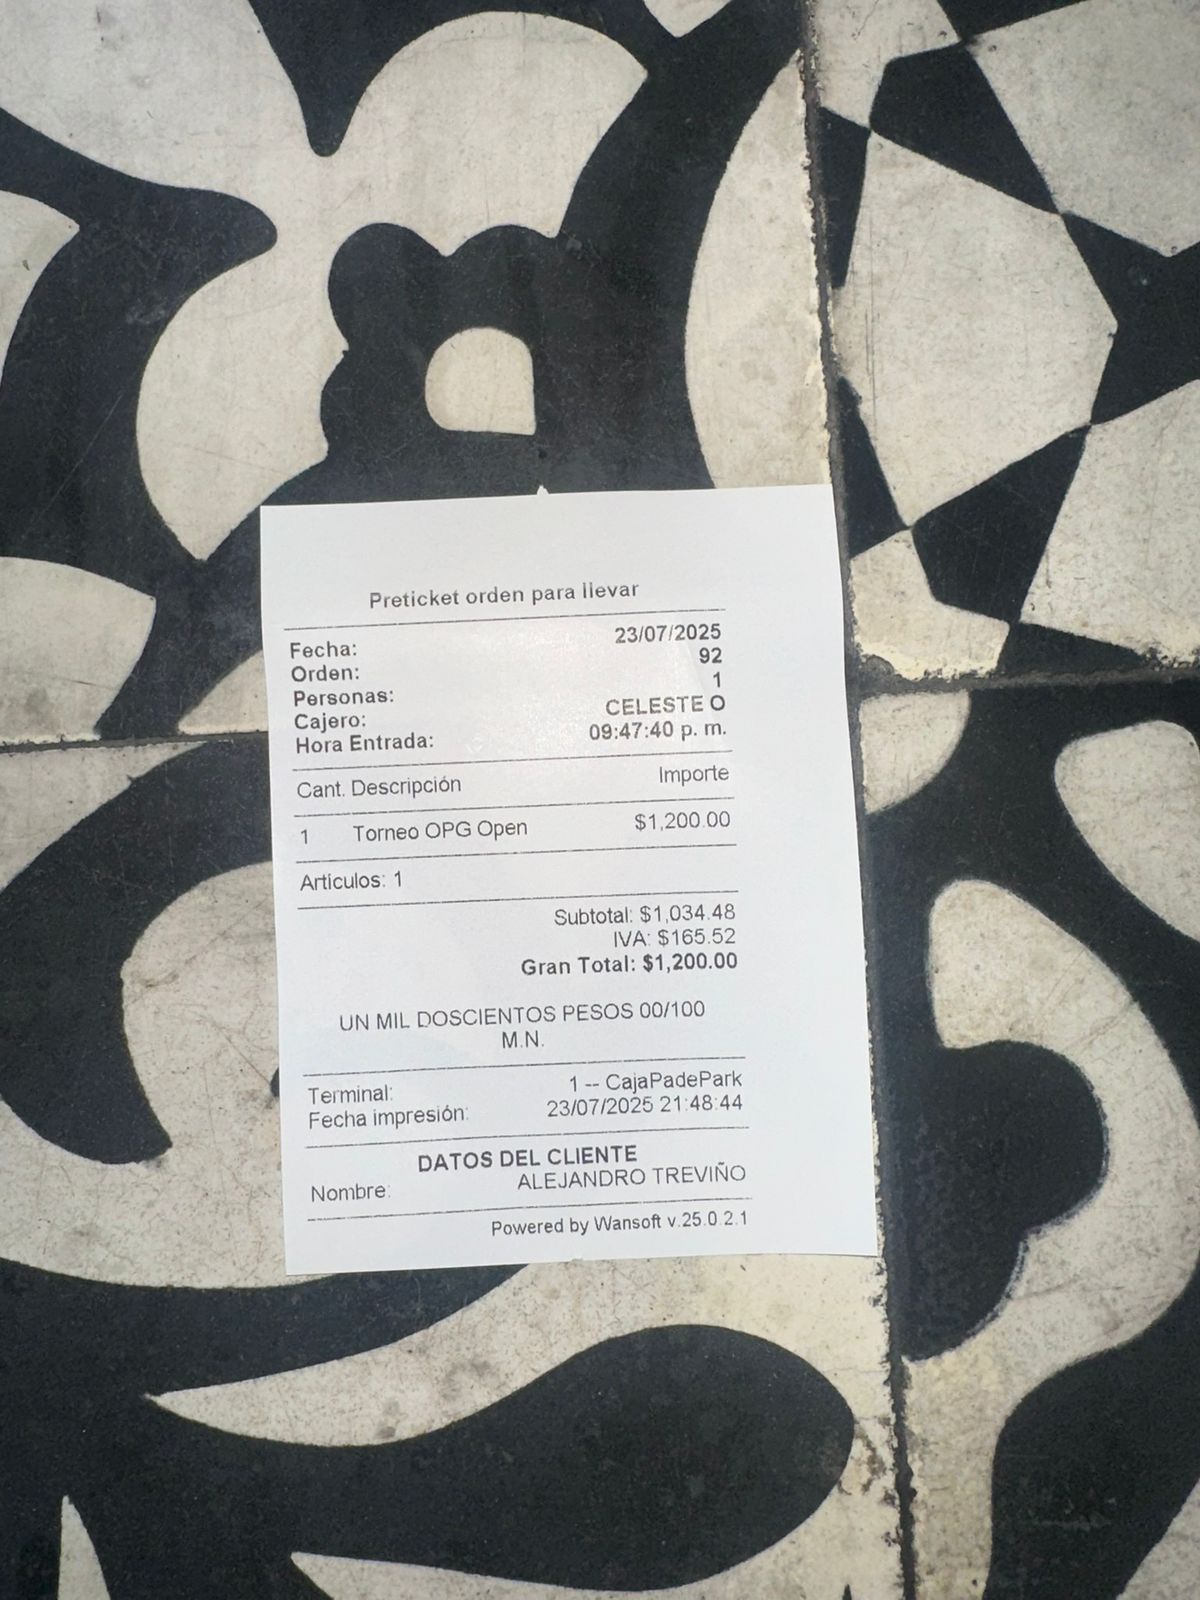 Preticket orden para llevar
Fecha: 23/07/2025
Orden: 92
Personas: 1
Cajero: CELESTE O
Hora Entrada: 09:47:40 p. m.
Cant. Descripción Importe
1 Torneo OPG Open $1,200.00
Articulos: 1
Subtotal: $1,034.48
IVA: $165.52
Gran Total: $1,200.00
UN MIL DOSCIENTOS PESOS 00/100
M.N.
Terminal: 1 -- CajaPadePark
Fecha impresión: 23/07/2025 21:48:44
DATOS DEL CLIENTE
Nombre: ALEJANDRO TREVIÑO
Powered by Wansoft v.25.0.2.1